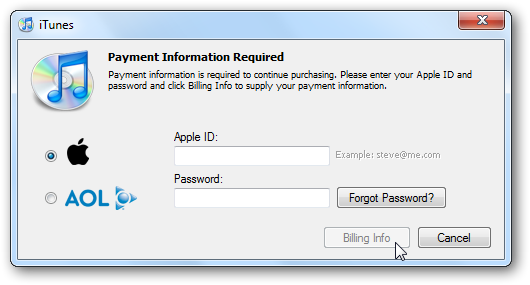 iTunes
Payment Information Required
Payment information is required to continue purchasing. Please enter your Apple ID and
password and click Billing Info to supply your payment information.
Apple ID:
Example: steve@me.com
AOL
Password:
Forgot Password?
Billing Info
Cancel